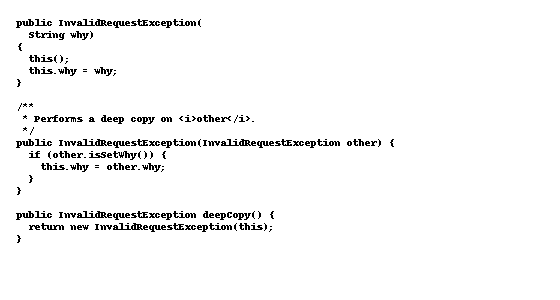 public InvalidRequestException(
  String why)
{
  this();
  this.why = why;
}

/**
 * Performs a deep copy on <i>other</i>.
 */
public InvalidRequestException(InvalidRequestException other) {
  if (other.isSetWhy()) {
    this.why = other.why;
  }
}

public InvalidRequestException deepCopy() {
  return new InvalidRequestException(this);
}